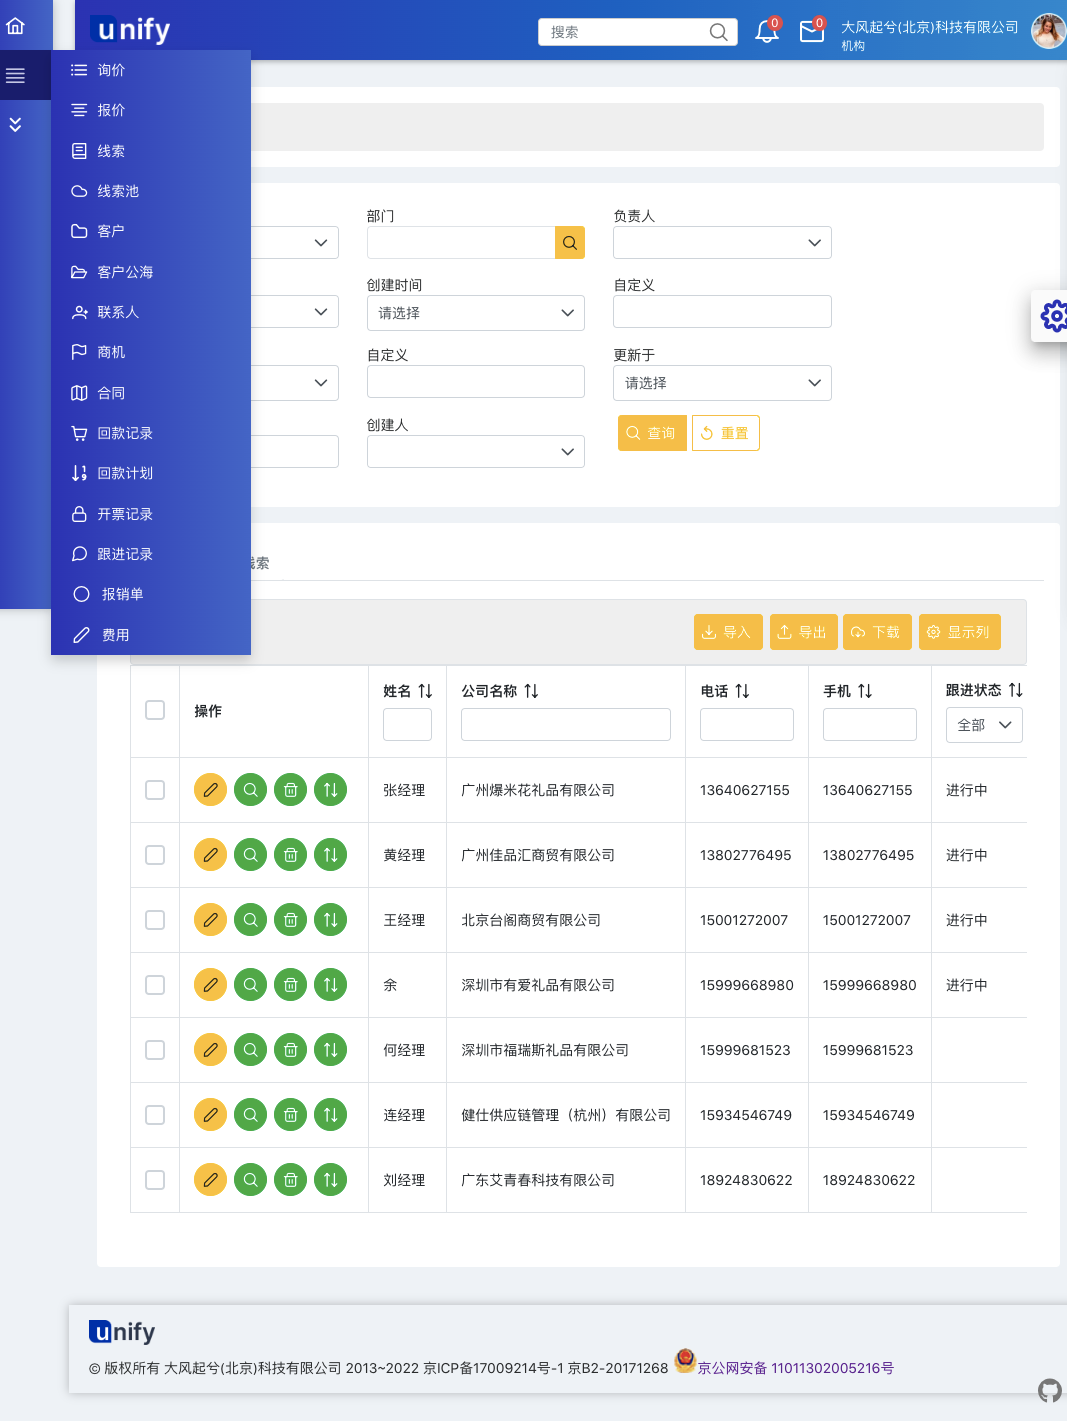 unify
搜索
0
0
大风起兮(北京)科技有限公司
机构
询价
报价
线索
线索池
客户
客户公海
联系人
商机
合同
回款记录
回款计划
开票记录
跟进记录
报销单
费用
部门
负责人
创建时间
自定义
请选择
自定义
更新于
请选择
创建人
查询
重置
线索
导入
导出
下载
显示列
操作
姓名
公司名称
电话
手机
跟进状态
全部
张经理 广州爆米花礼品有限公司 13640627155 13640627155 进行中
黄经理 广州佳品汇商贸有限公司 13802776495 13802776495 进行中
王经理 北京台阁商贸有限公司 15001272007 15001272007 进行中
余 深圳市有爱礼品有限公司 15999668980 15999668980 进行中
何经理 深圳市福瑞斯礼品有限公司 15999681523 15999681523
连经理 健仕供应链管理（杭州）有限公司 15934546749 15934546749
刘经理 广东艾青春科技有限公司 18924830622 18924830622
unify
© 版权所有 大风起兮(北京)科技有限公司 2013~2022 京ICP备17009214号-1 京B2-20171268 京公网安备 11011302005216号